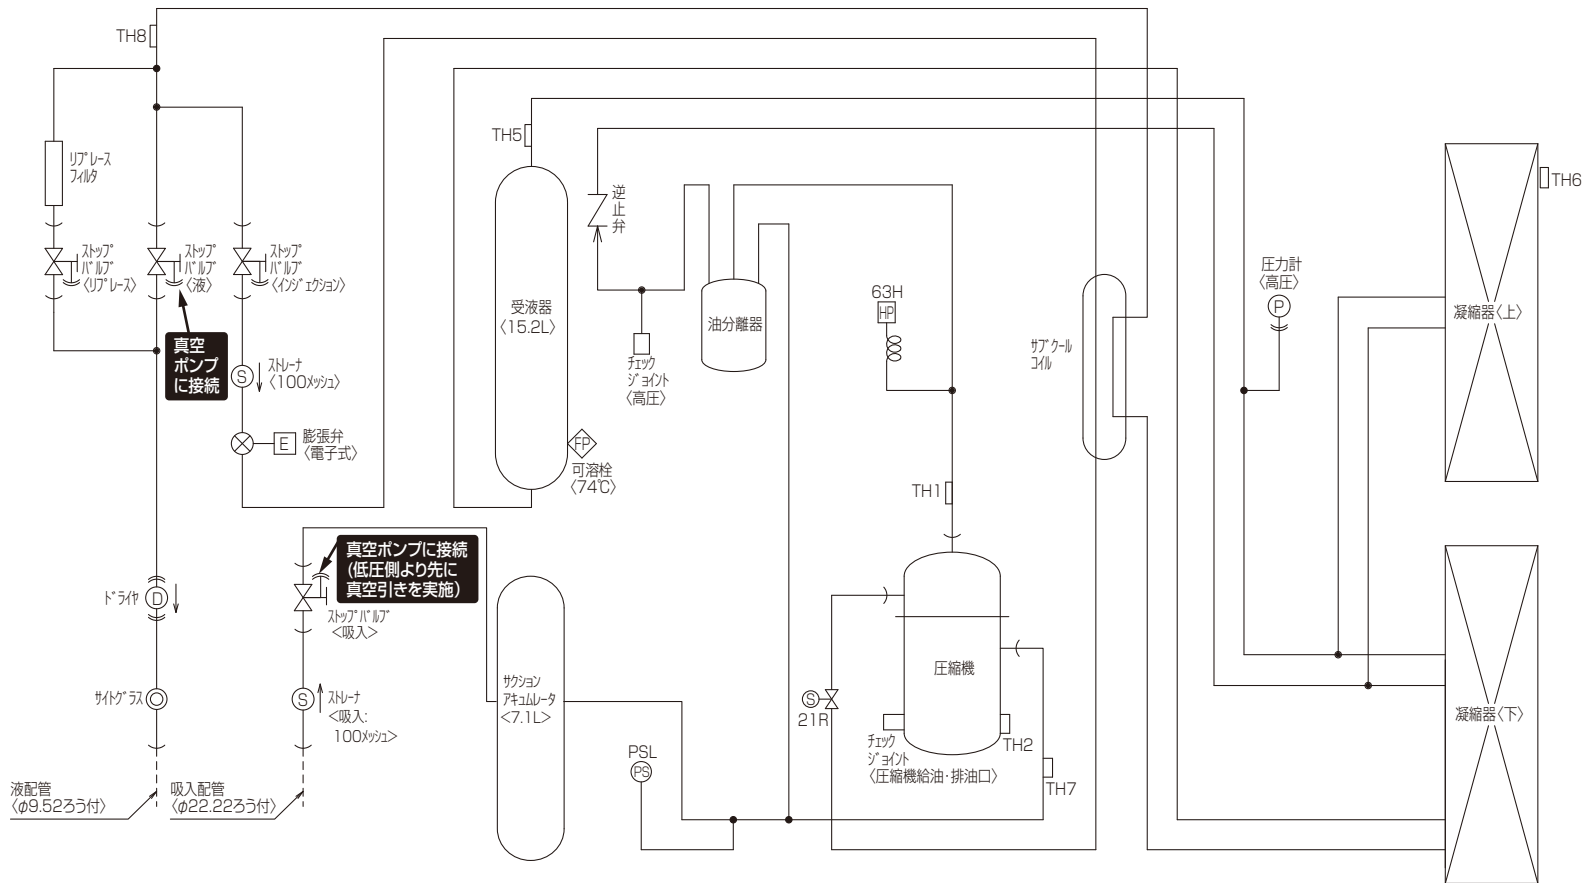 TH8
リプレース
フィルタ
ストップ
バルブ
〈リプレース〉
ストップ
バルブ
〈液〉
ストップ
バルブ
〈インジェクション〉
真空
ポンプ
に接続
S
ストレーナ
〈100メッシュ〉
E
膨張弁
〈電子式〉
TH5
受液器
〈15.2L〉
FP
可溶栓
〈74℃〉
逆
止
弁
チェック
ジョイント
〈高圧〉
油分離器
63H
HP
TH1
サブクール
コイル
圧力計
〈高圧〉
P
凝縮器〈上〉
TH6
ドライヤ
D
サイトグラス
液配管
〈φ9.52ろう付〉
真空ポンプに接続
(低圧側より先に
真空引きを実施)
ストップバルブ
<吸入>
S
ストレーナ
<吸入:
100メッシュ>
吸入配管
〈φ22.22ろう付〉
サクション
アキュムレータ
<7.1L>
PSL
PS
S
21R
圧縮機
チェック
ジョイント
〈圧縮機給油・排油口〉
TH2
TH7
凝縮器〈下〉